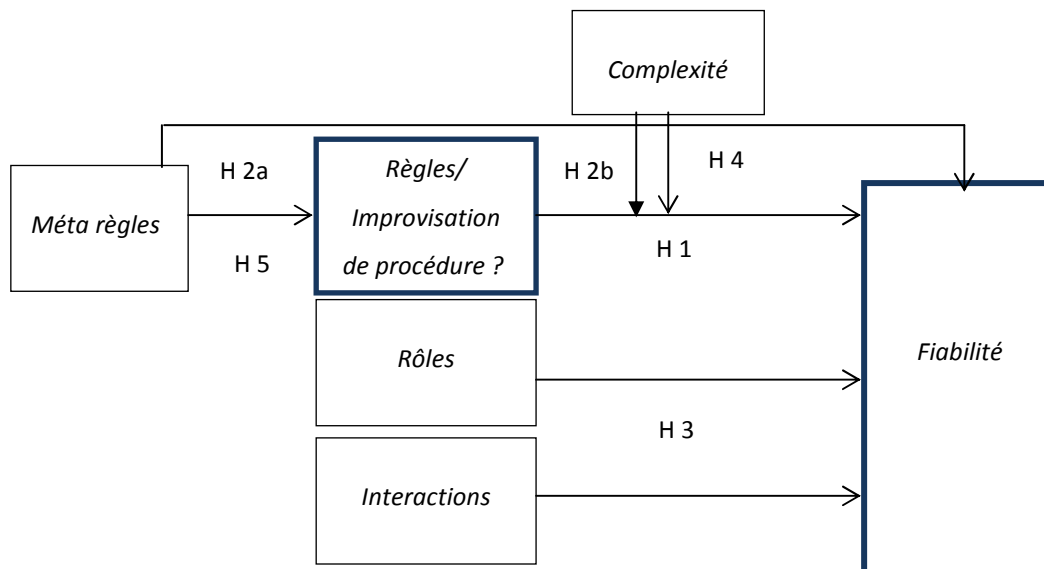 Complexité
H 2a
Règles/
Improvisation
de procédure ?
H 2b
H 4
Méta règles
H 5
H 1
Rôles
Fiabilité
H 3
Interactions